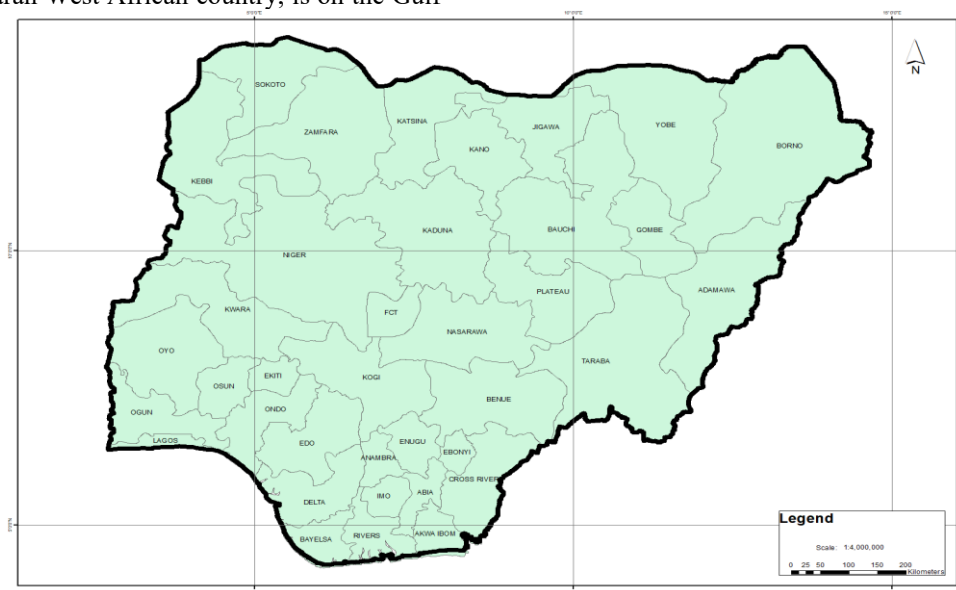 aran West African country, is on the Gulf
N
SOKOTO
ZAMFARA
KATSINA
KANO
JIGAWA
YOBE
BORNO
KEBBI
KADUNA
BAUCHI
GOMBE
NIGER
PLATEAU
ADAMAWA
KWARA
FCT
NASARAWA
OYO
TARABA
EKITI
KOGI
OSUN
BENUE
OGUN
ONDO
LAGOS
EDO
ENUGU
EBONYI
ANAMBRA
CROSS RIVER
IMO
ABIA
DELTA
BAYELSA
RIVERS
AKWA IBOM
Legend
Scale: 1:4,000,000
0 25 50 100 150 200
Kilometers